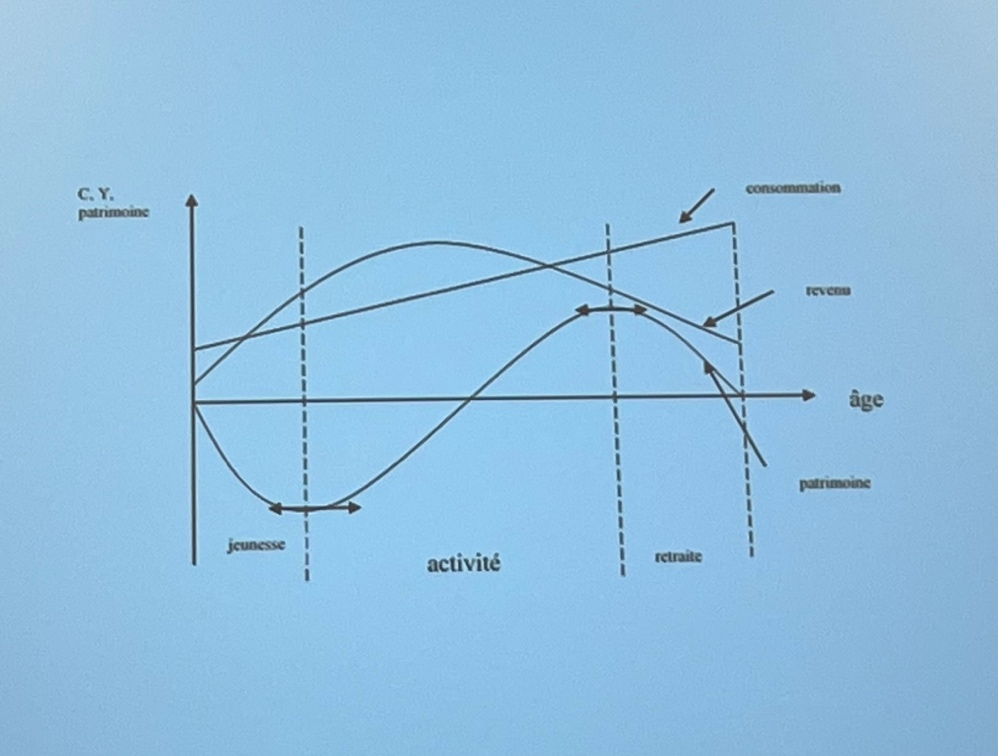 C. Y.
patrimoine
consommation
revenu
âge
patrimoine
jeunesse
activité
retraite